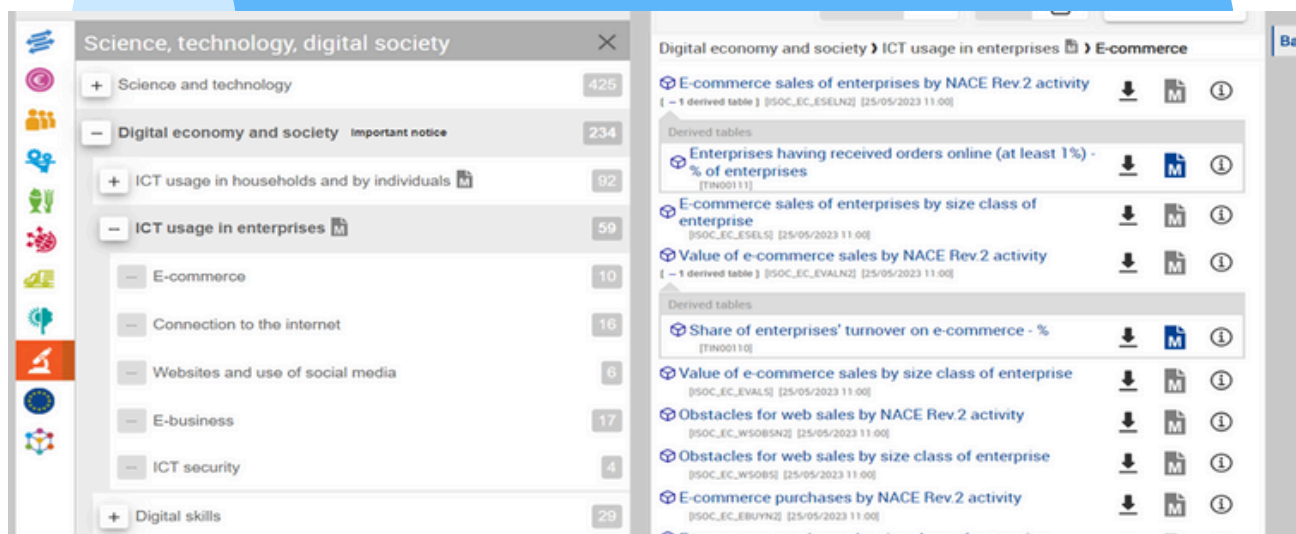 Science, technology, digital society
Science and technology 425
Digital economy and society Important notice 234
ICT usage in households and by individuals M 92
ICT usage in enterprises M 59
E-commerce 10
Connection to the internet 16
Websites and use of social media 6
E-business 17
ICT security 4
Digital skills 29
Digital economy and society ❯ ICT usage in enterprises M ❯ E-commerce
E-commerce sales of enterprises by NACE Rev.2 activity
[ – 1 derived table ] [ISOC_EC_ESELN2] [25/05/2023 11:00]
Derived tables
Enterprises having received orders online (at least 1%) -
% of enterprises
[TIN00111]
E-commerce sales of enterprises by size class of
enterprise
[ISOC_EC_ESELS] [25/05/2023 11:00]
Value of e-commerce sales by NACE Rev.2 activity
[ – 1 derived table ] [ISOC_EC_EVALN2] [25/05/2023 11:00]
Derived tables
Share of enterprises' turnover on e-commerce - %
[TIN00110]
Value of e-commerce sales by size class of enterprise
[ISOC_EC_EVALS] [25/05/2023 11:00]
Obstacles for web sales by NACE Rev.2 activity
[ISOC_EC_WSOBSN2] [25/05/2023 11:00]
Obstacles for web sales by size class of enterprise
[ISOC_EC_WSOBS] [25/05/2023 11:00]
E-commerce purchases by NACE Rev.2 activity
[ISOC_EC_EBUYN2] [25/05/2023 11:00]
Ba